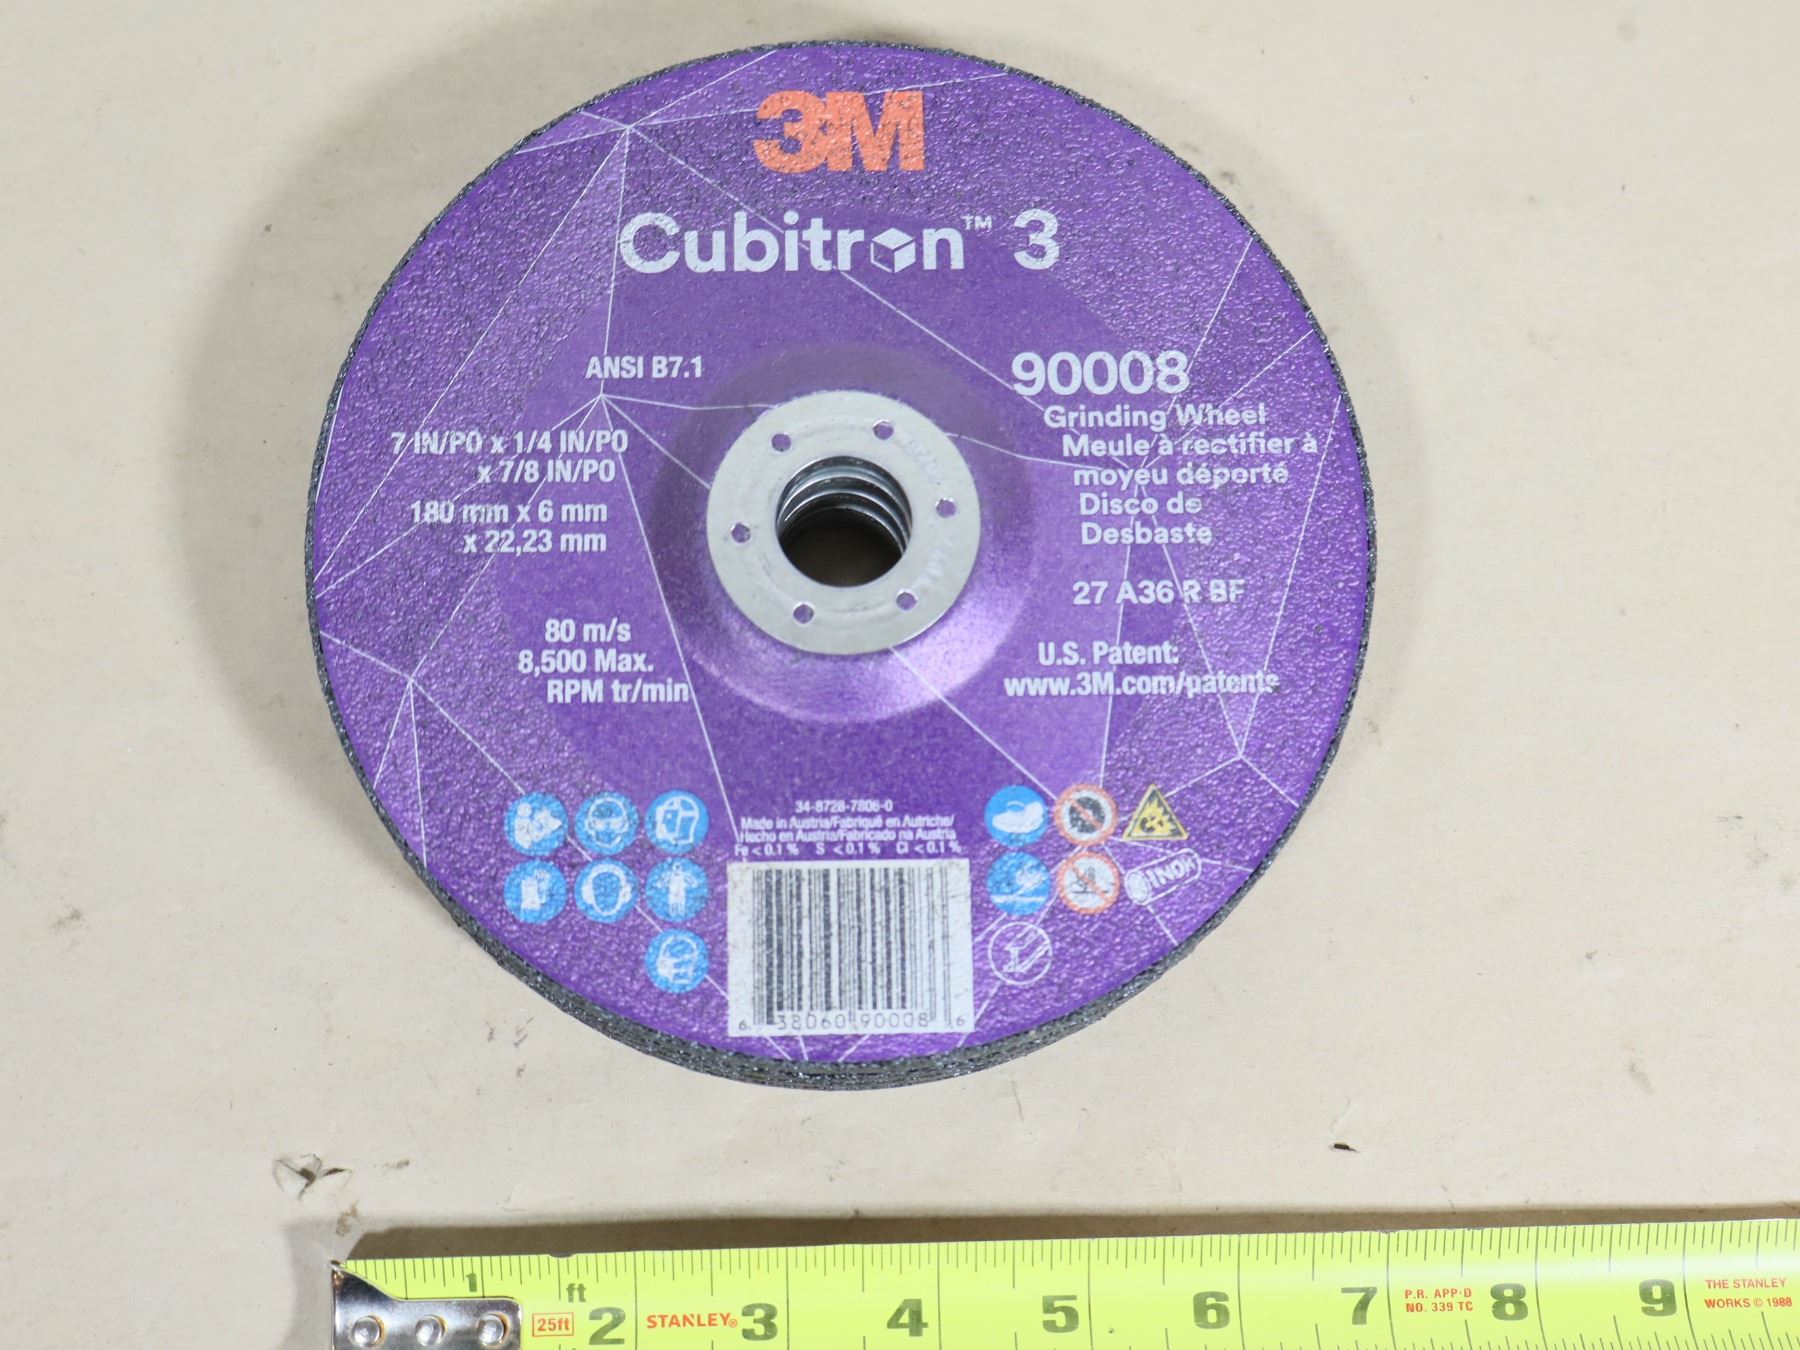 3M
Cubitron™ 3
ANSI B7.1
90008
Grinding Wheel
Meule à rectifier à
moyeu déporté
Disco de
Desbaste
7 IN/PO x 1/4 IN/PO
x 7/8 IN/PO
180 mm x 6 mm
x 22,23 mm
27 A36 R BF
80 m/s
8,500 Max.
RPM tr/min
U.S. Patent:
www.3M.com/patents
34-8728-7806-0
Made in Austria/Fabriqué en Autriche/
Hecho en Austria/Fabricado na Austria
Fe < 0.1 % S < 0.1 % Cl < 0.1 %
INOX
6 38060 90008 6
1 ft 2 3 4 5 6 7 8 9
25ft STANLEY®
P.R. APP·D
NO. 339 TC
THE STANLEY
WORKS © 1988